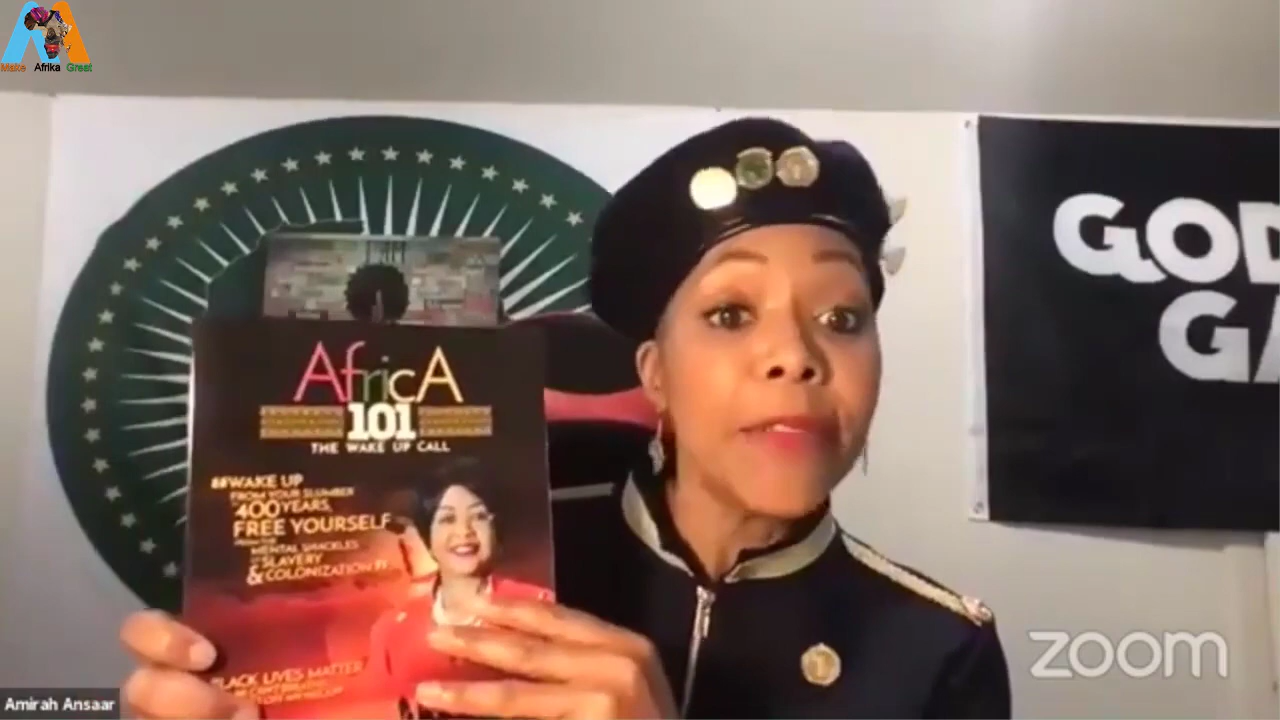 Make Afrika Great
GOD
GA
AfricA
101
THE WAKE UP CALL
“WAKE UP
FROM YOUR SLUMBER
400 YEARS,
FREE YOURSELF
MENTAL SHACKLES
SLAVERY
& COLONIZATION
BLACK LIVES MATTER
zoom
Amirah Ansaar